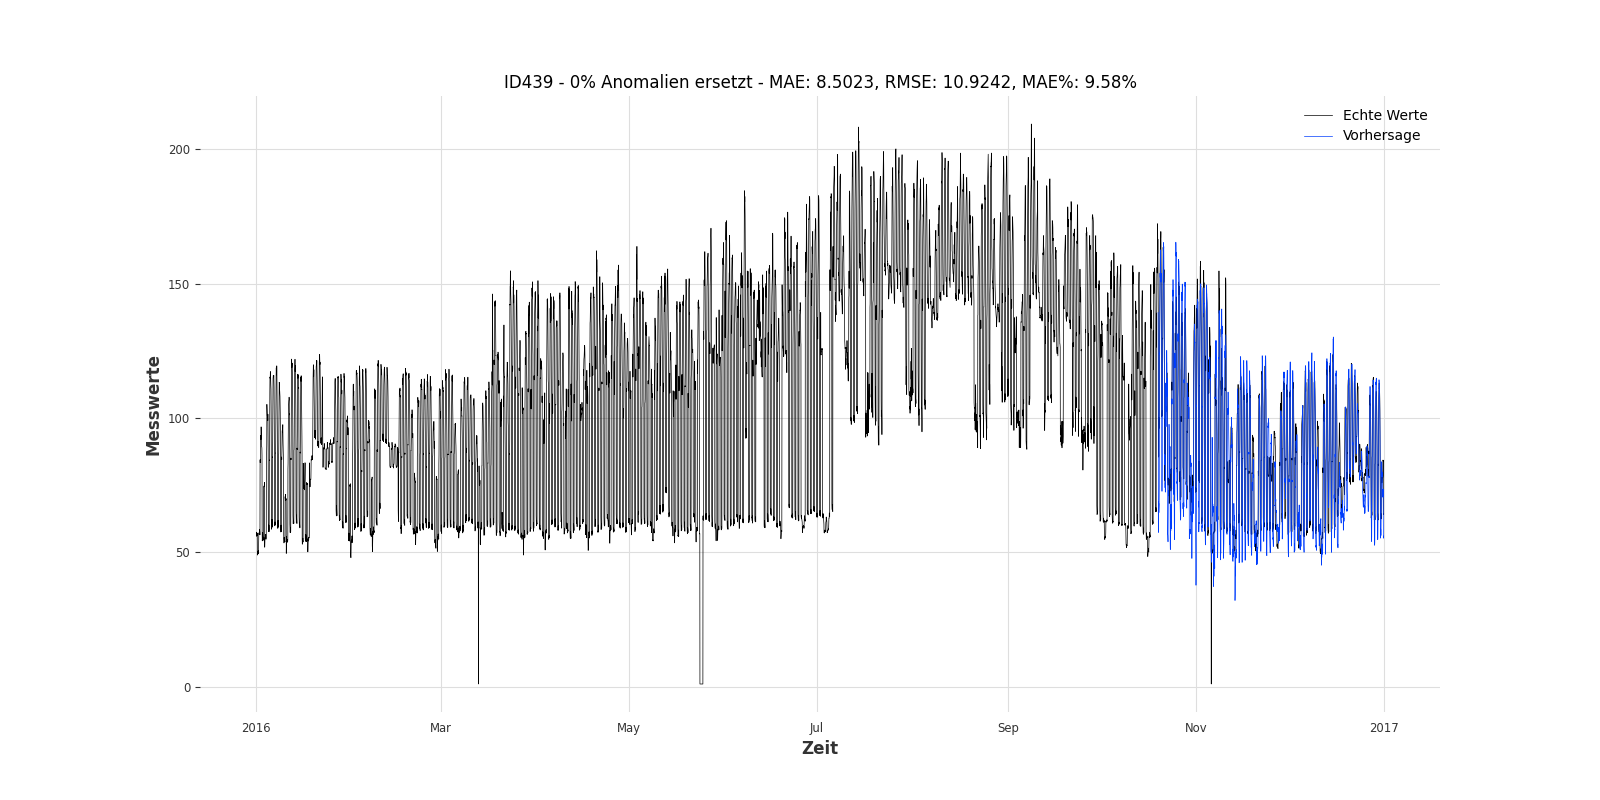 ID439 - 0% Anomalien ersetzt - MAE: 8.5023, RMSE: 10.9242, MAE%: 9.58%
Echte Werte
Vorhersage
200
150
100
50
0
Messwerte
2016
Mar
May
Jul
Sep
Nov
2017
Zeit